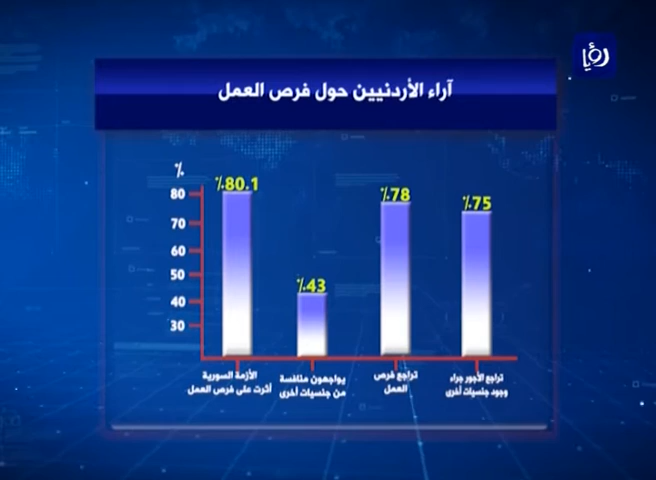 رؤيا
آراء الأردنيين حول فرص العمل
٪
80
70
60
50
40
30
٪80.1
٪43
٪78
٪75
الأزمة السورية
أثرت على فرص العمل
يواجهون منافسة
من جنسيات أخرى
تراجع فرص
العمل
تراجع الأجور جراء
وجود جنسيات أخرى